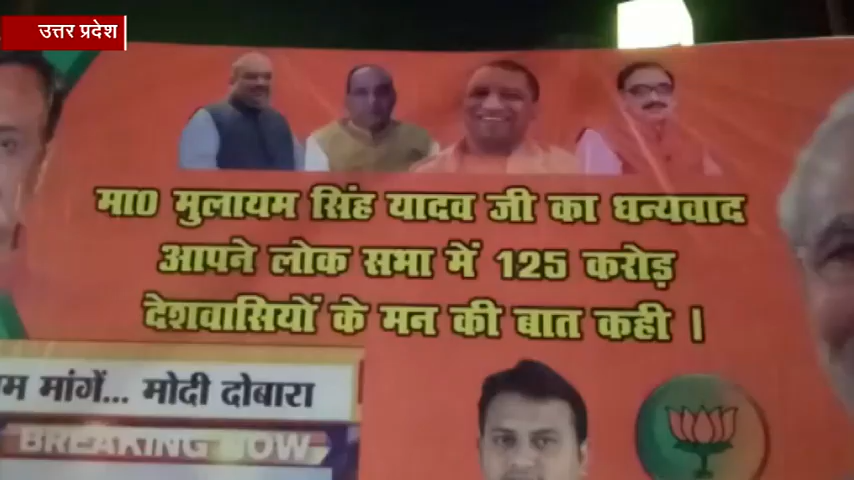 उत्तर प्रदेश
मा0 मुलायम सिंह यादव जी का धन्यवाद
आपने लोक सभा में 125 करोड़
देशवासियों के मन की बात कही ।
मांगें... मोदी दोबारा
BREAKING NOW